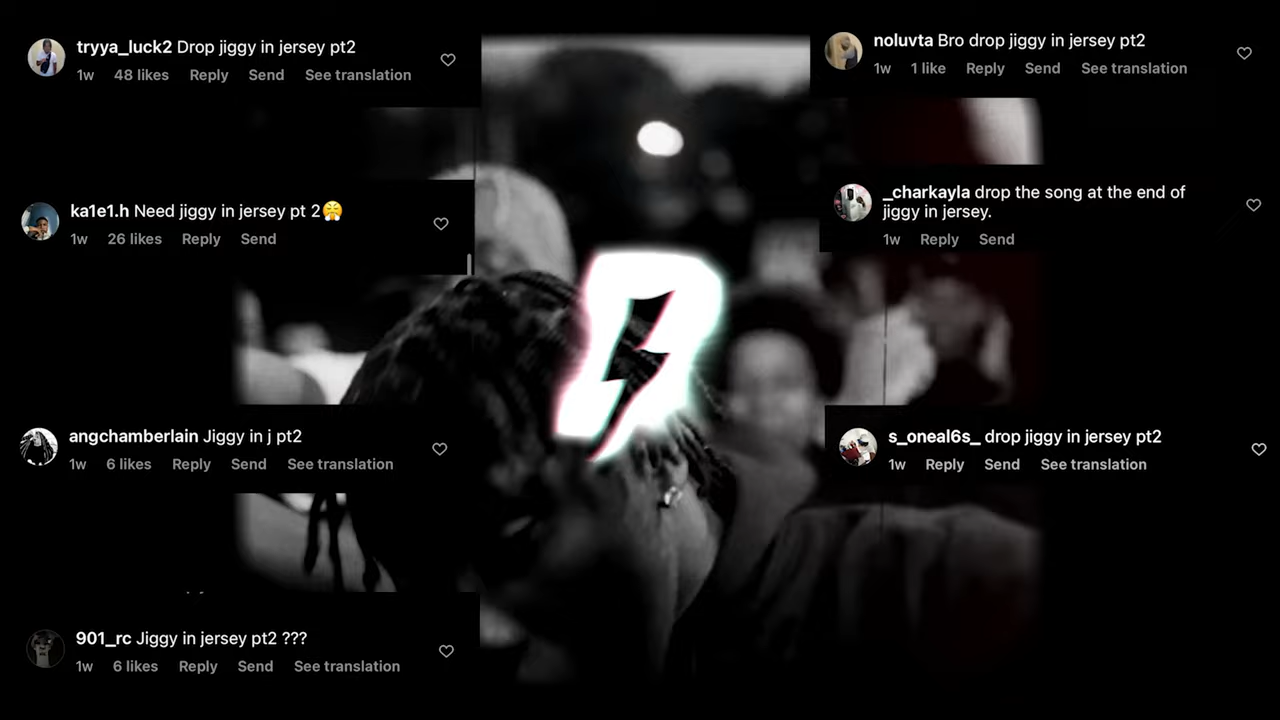 tryya_luck2 Drop jiggy in jersey pt2
1w 48 likes Reply Send See translation
ka1e1.h Need jiggy in jersey pt 2😤
1w 26 likes Reply Send
angchamberlain Jiggy in j pt2
1w 6 likes Reply Send See translation
901_rc Jiggy in jersey pt2 ???
1w 6 likes Reply Send See translation
noluvta Bro drop jiggy in jersey pt2
1w 1 like Reply Send See translation
_charkayla drop the song at the end of
jiggy in jersey.
1w Reply Send
s_oneal6s_ drop jiggy in jersey pt2
1w Reply Send See translation